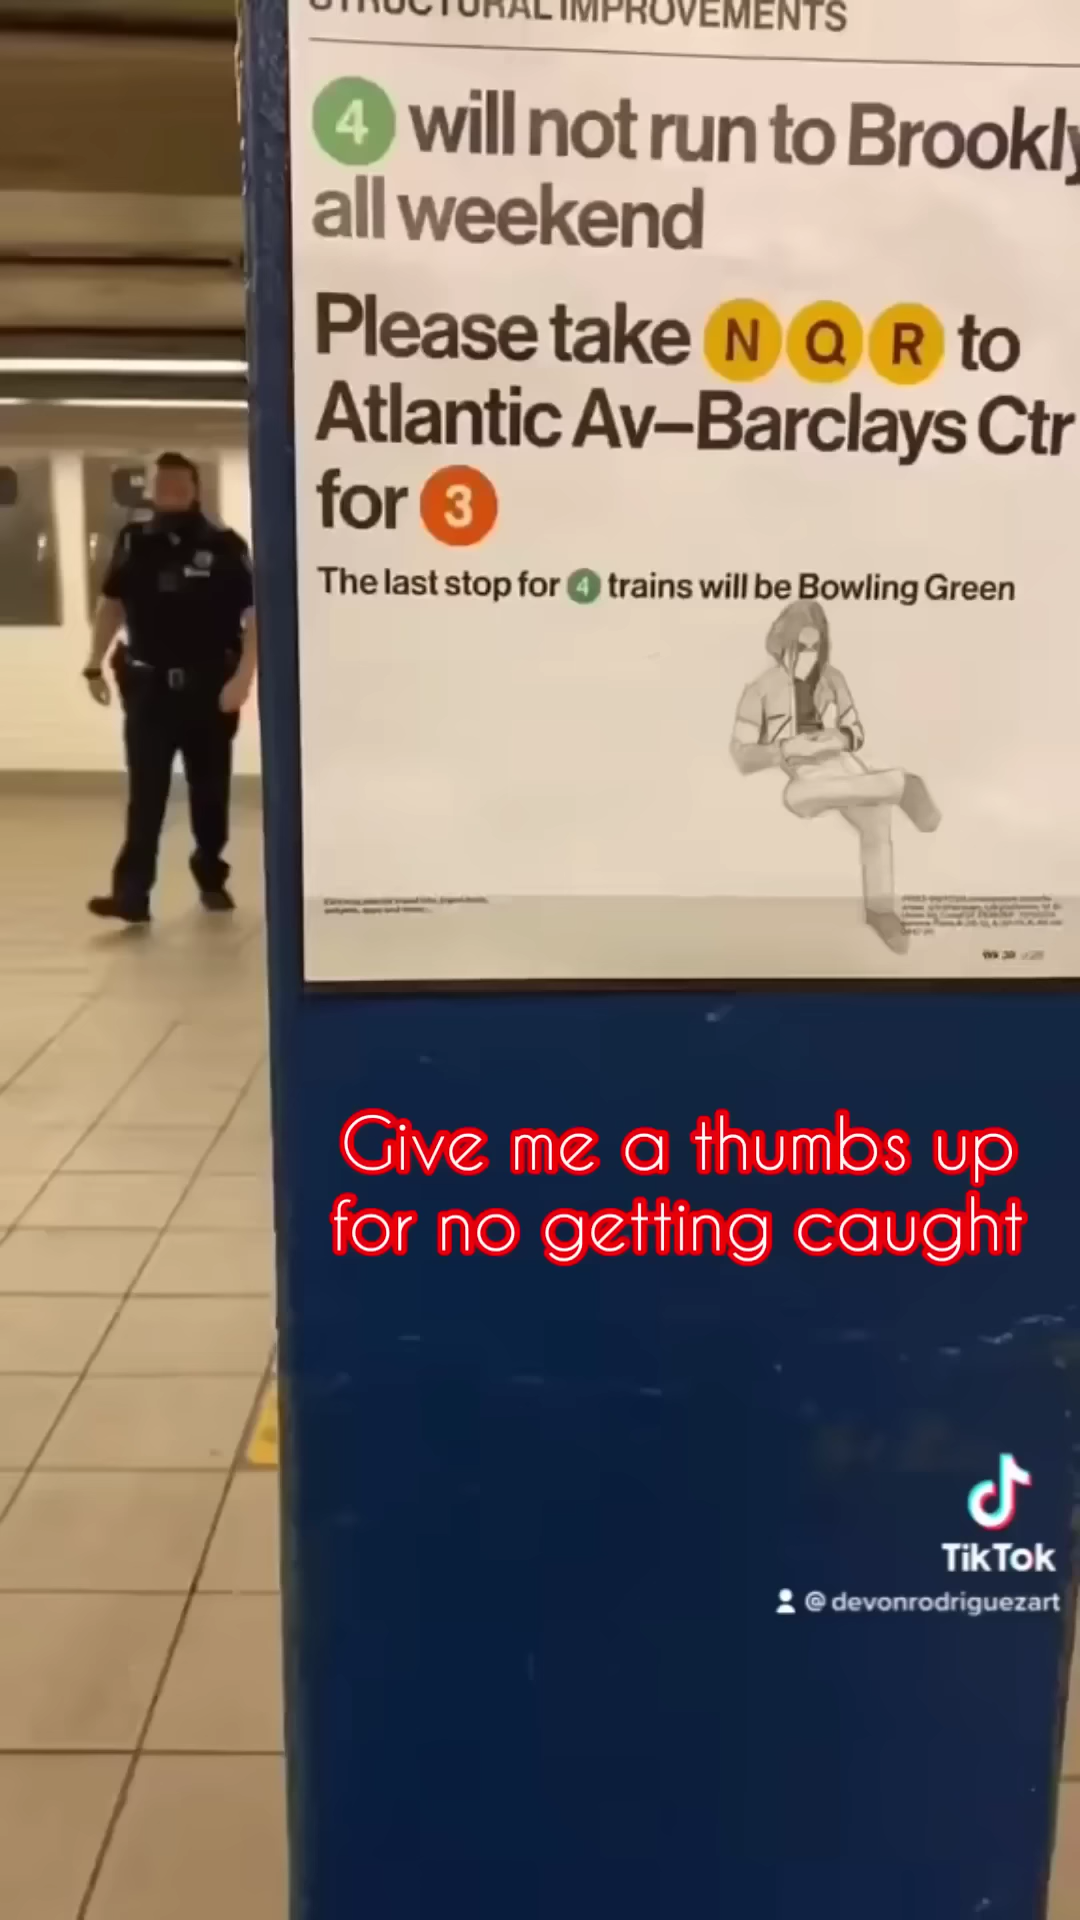 STRUCTURAL IMPROVEMENTS
4 will not run to Brookly
all weekend
Please take N Q R to
Atlantic Av–Barclays Ctr
for 3
The last stop for 4 trains will be Bowling Green
Give me a thumbs up
for no getting caught
TikTok
@devonrodriguezart